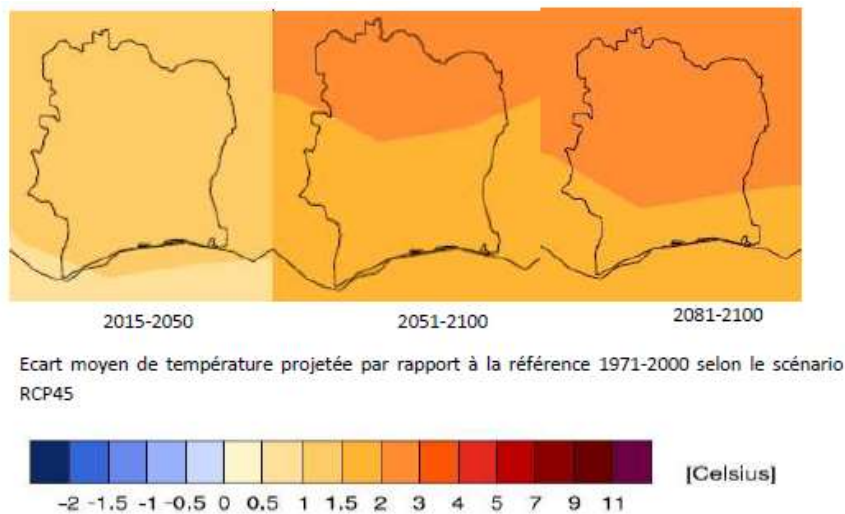 2015-2050 2051-2100 2081-2100
Ecart moyen de température projetée par rapport à la référence 1971-2000 selon le scénario
RCP45
[Celsius]
-2 -1.5 -1 -0.5 0 0.5 1 1.5 2 3 4 5 7 9 11